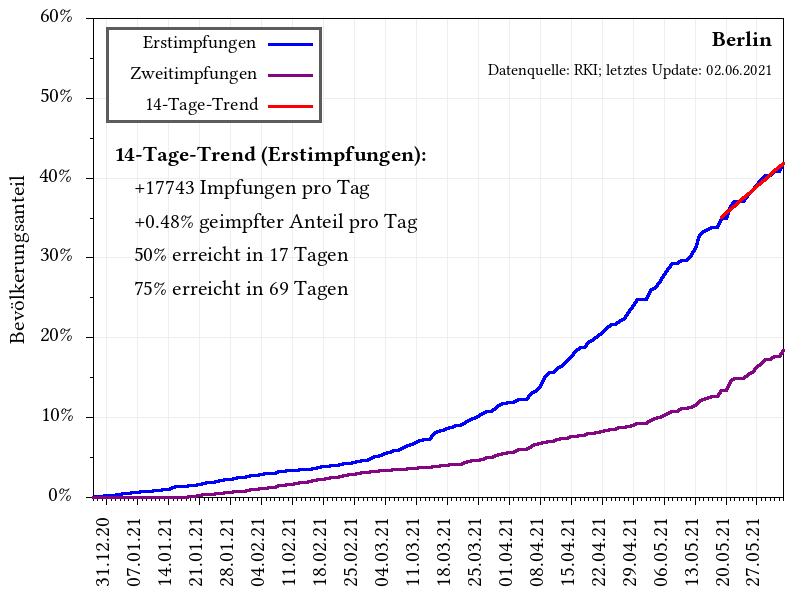 60%
50%
40%
30%
20%
10%
0%
Bevölkerungsanteil
Erstimpfungen
Zweitimpfungen
14-Tage-Trend
Berlin
Datenquelle: RKI; letztes Update: 02.06.2021
14-Tage-Trend (Erstimpfungen):
+17743 Impfungen pro Tag
+0.48% geimpfter Anteil pro Tag
50% erreicht in 17 Tagen
75% erreicht in 69 Tagen
31.12.20
07.01.21
14.01.21
21.01.21
28.01.21
04.02.21
11.02.21
18.02.21
25.02.21
04.03.21
11.03.21
18.03.21
25.03.21
01.04.21
08.04.21
15.04.21
22.04.21
29.04.21
06.05.21
13.05.21
20.05.21
27.05.21